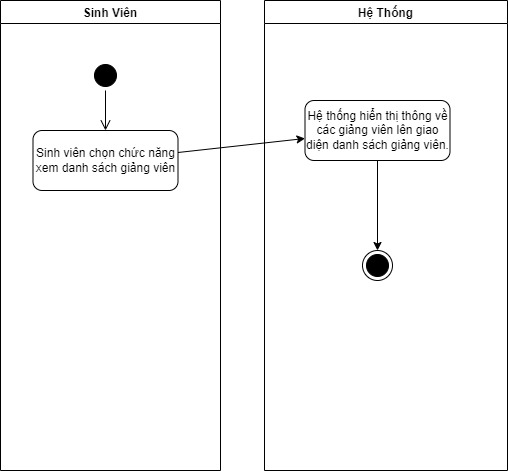 Sinh Viên
Hệ Thống
Sinh viên chọn chức năng
xem danh sách giảng viên
Hệ thống hiển thị thông về
các giảng viên lên giao
diện danh sách giảng viên.